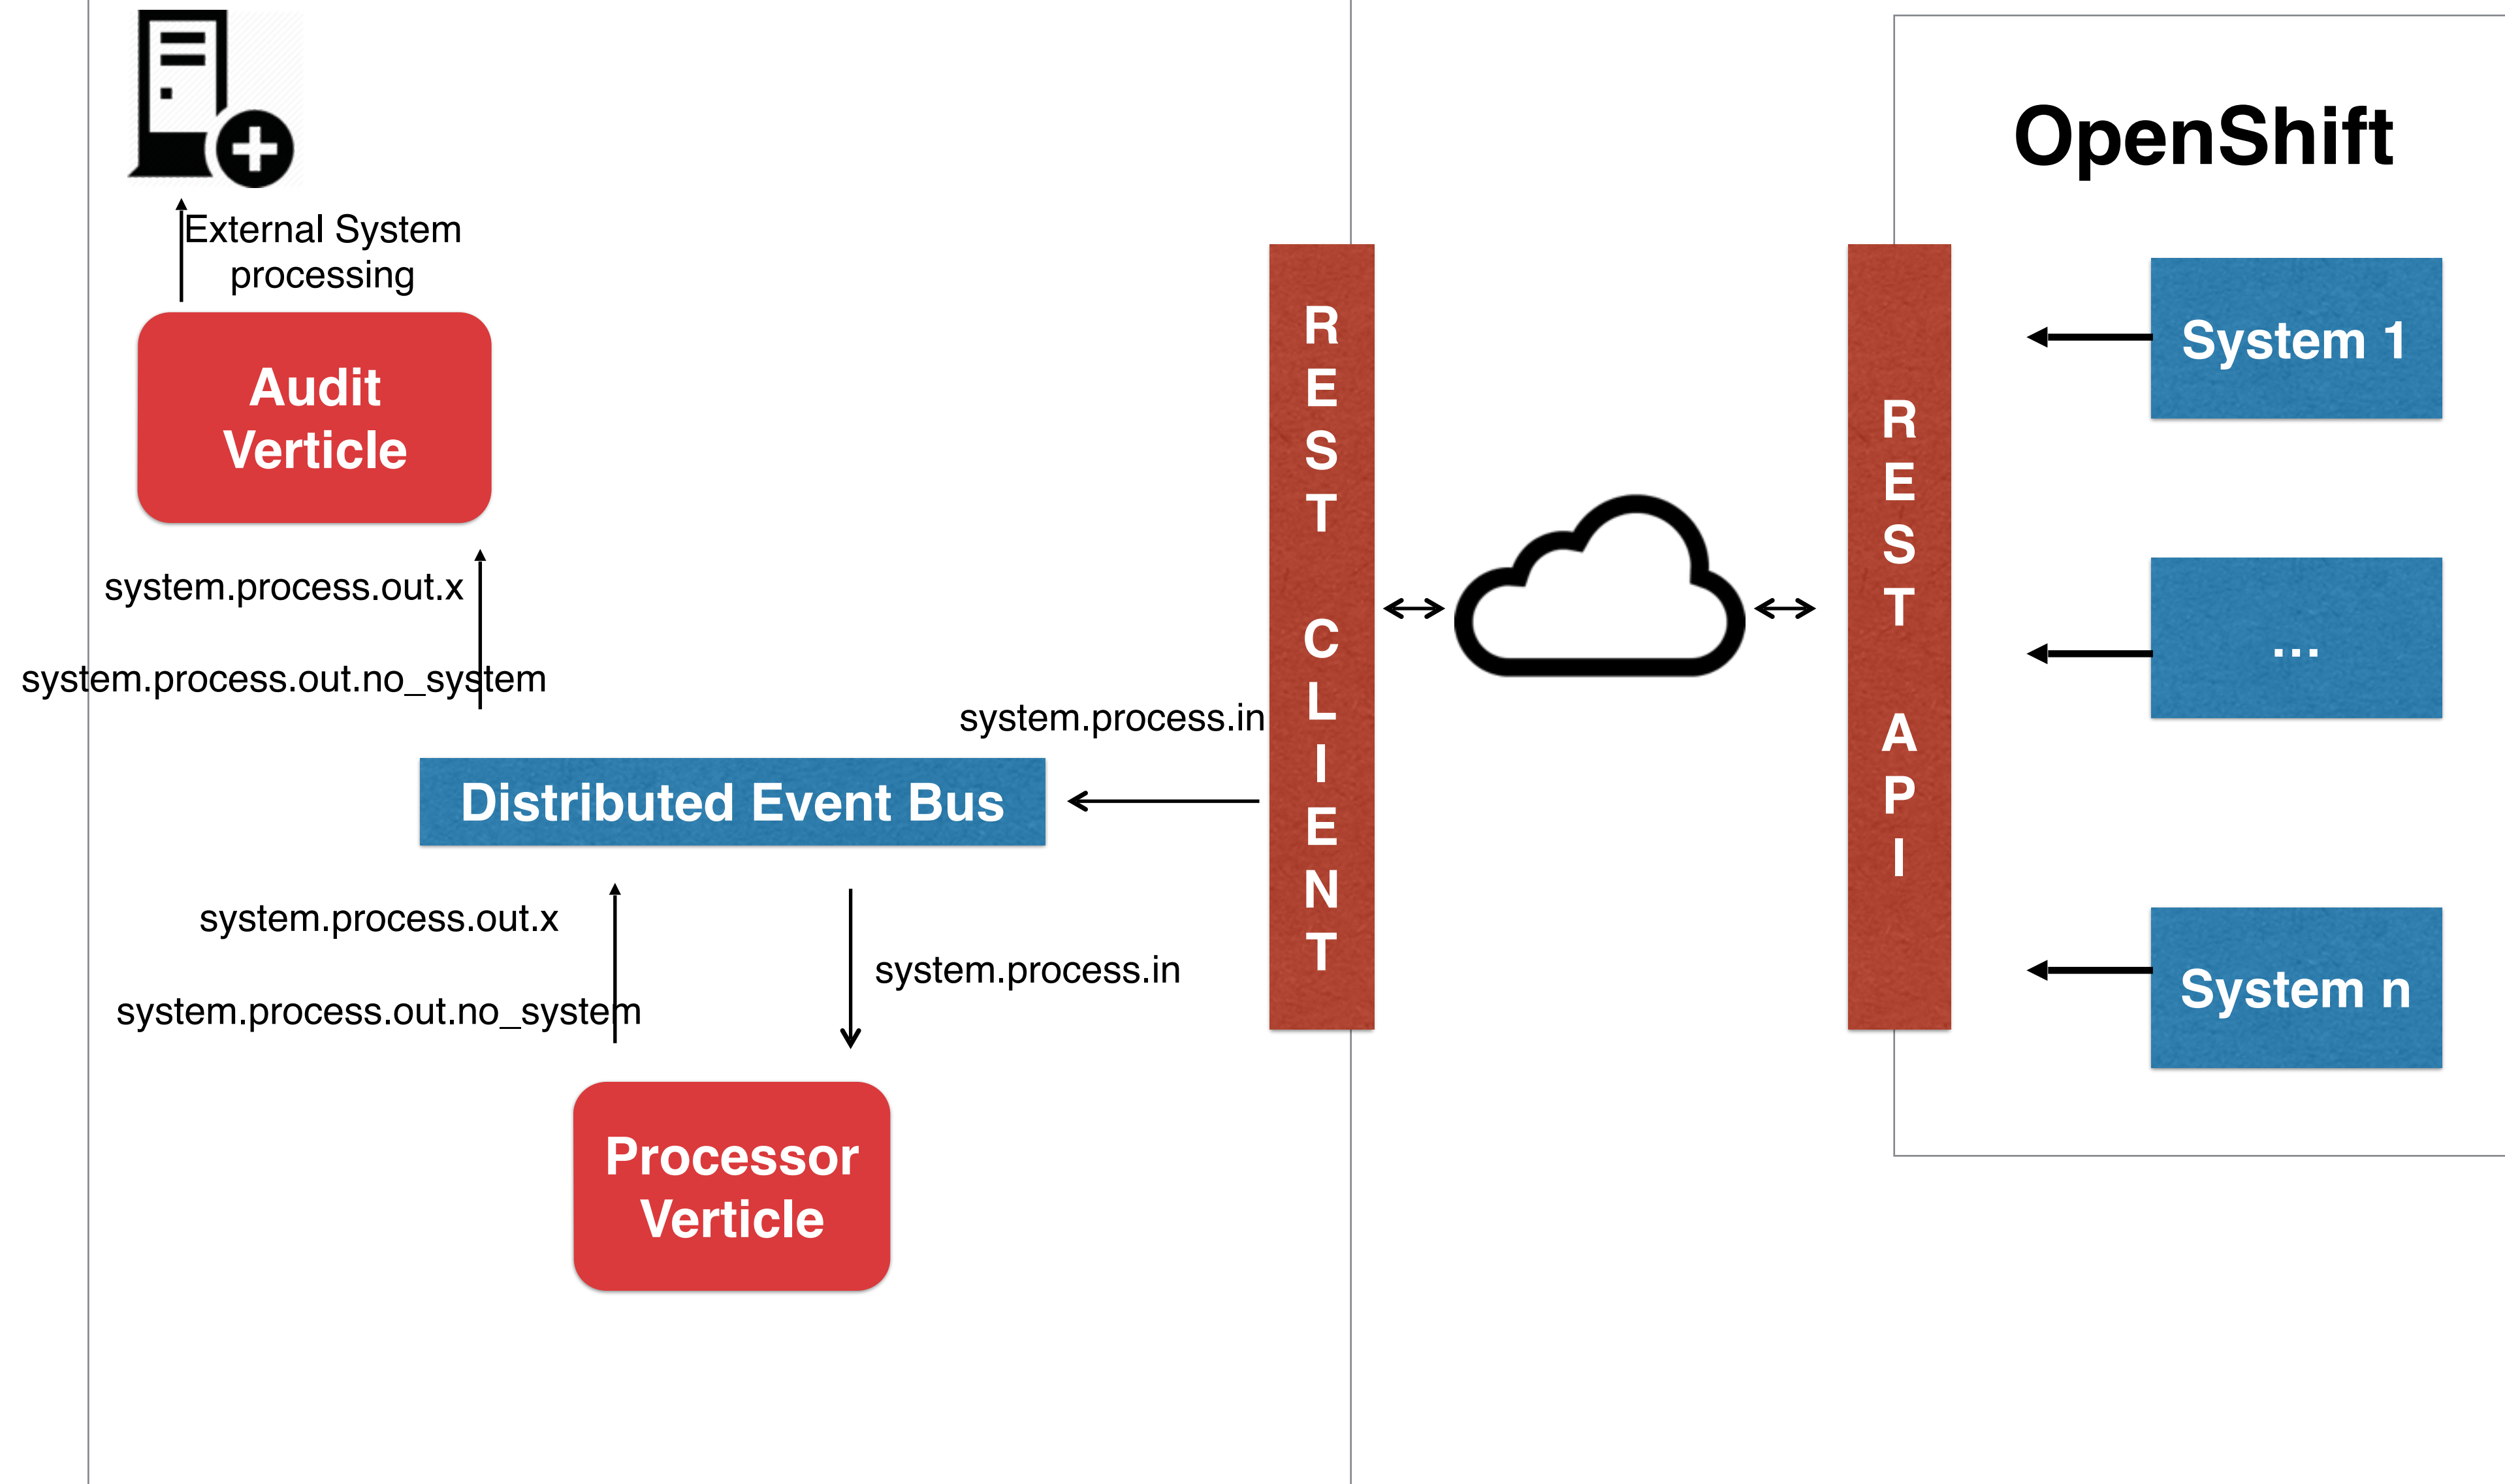 OpenShift
External System
processing
Audit
Verticle
system.process.out.x
system.process.out.no_system
system.process.in
Distributed Event Bus
system.process.out.x
system.process.out.no_system
system.process.in
Processor
Verticle
R
E
S
T
C
L
I
E
N
T
R
E
S
T
A
P
I
System 1
...
System n